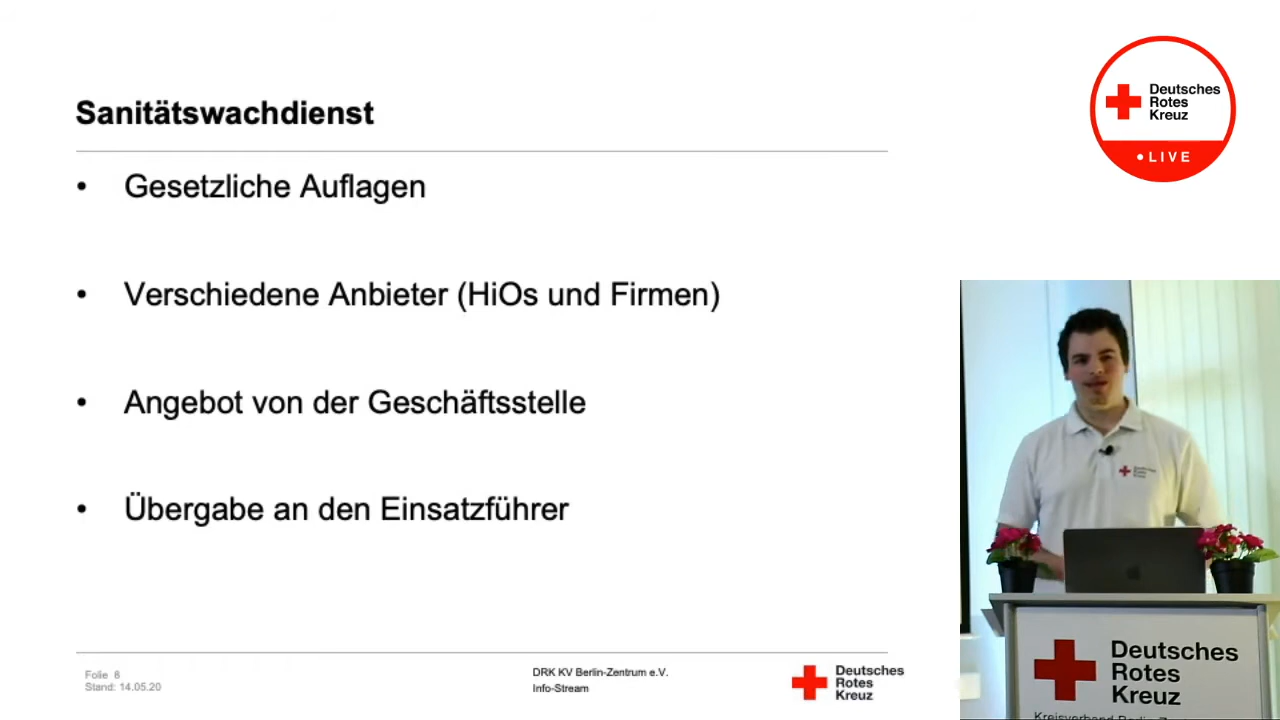 Sanitätswachdienst
• Gesetzliche Auflagen
• Verschiedene Anbieter (HiOs und Firmen)
• Angebot von der Geschäftsstelle
• Übergabe an den Einsatzführer
Folie 8
Stand: 14.05.20
DRK KV Berlin-Zentrum e.V.
Info-Stream
Deutsches
Rotes
Kreuz
Deutsches
Rotes
Kreuz
• LIVE
Deutsches
Rotes
Kreuz